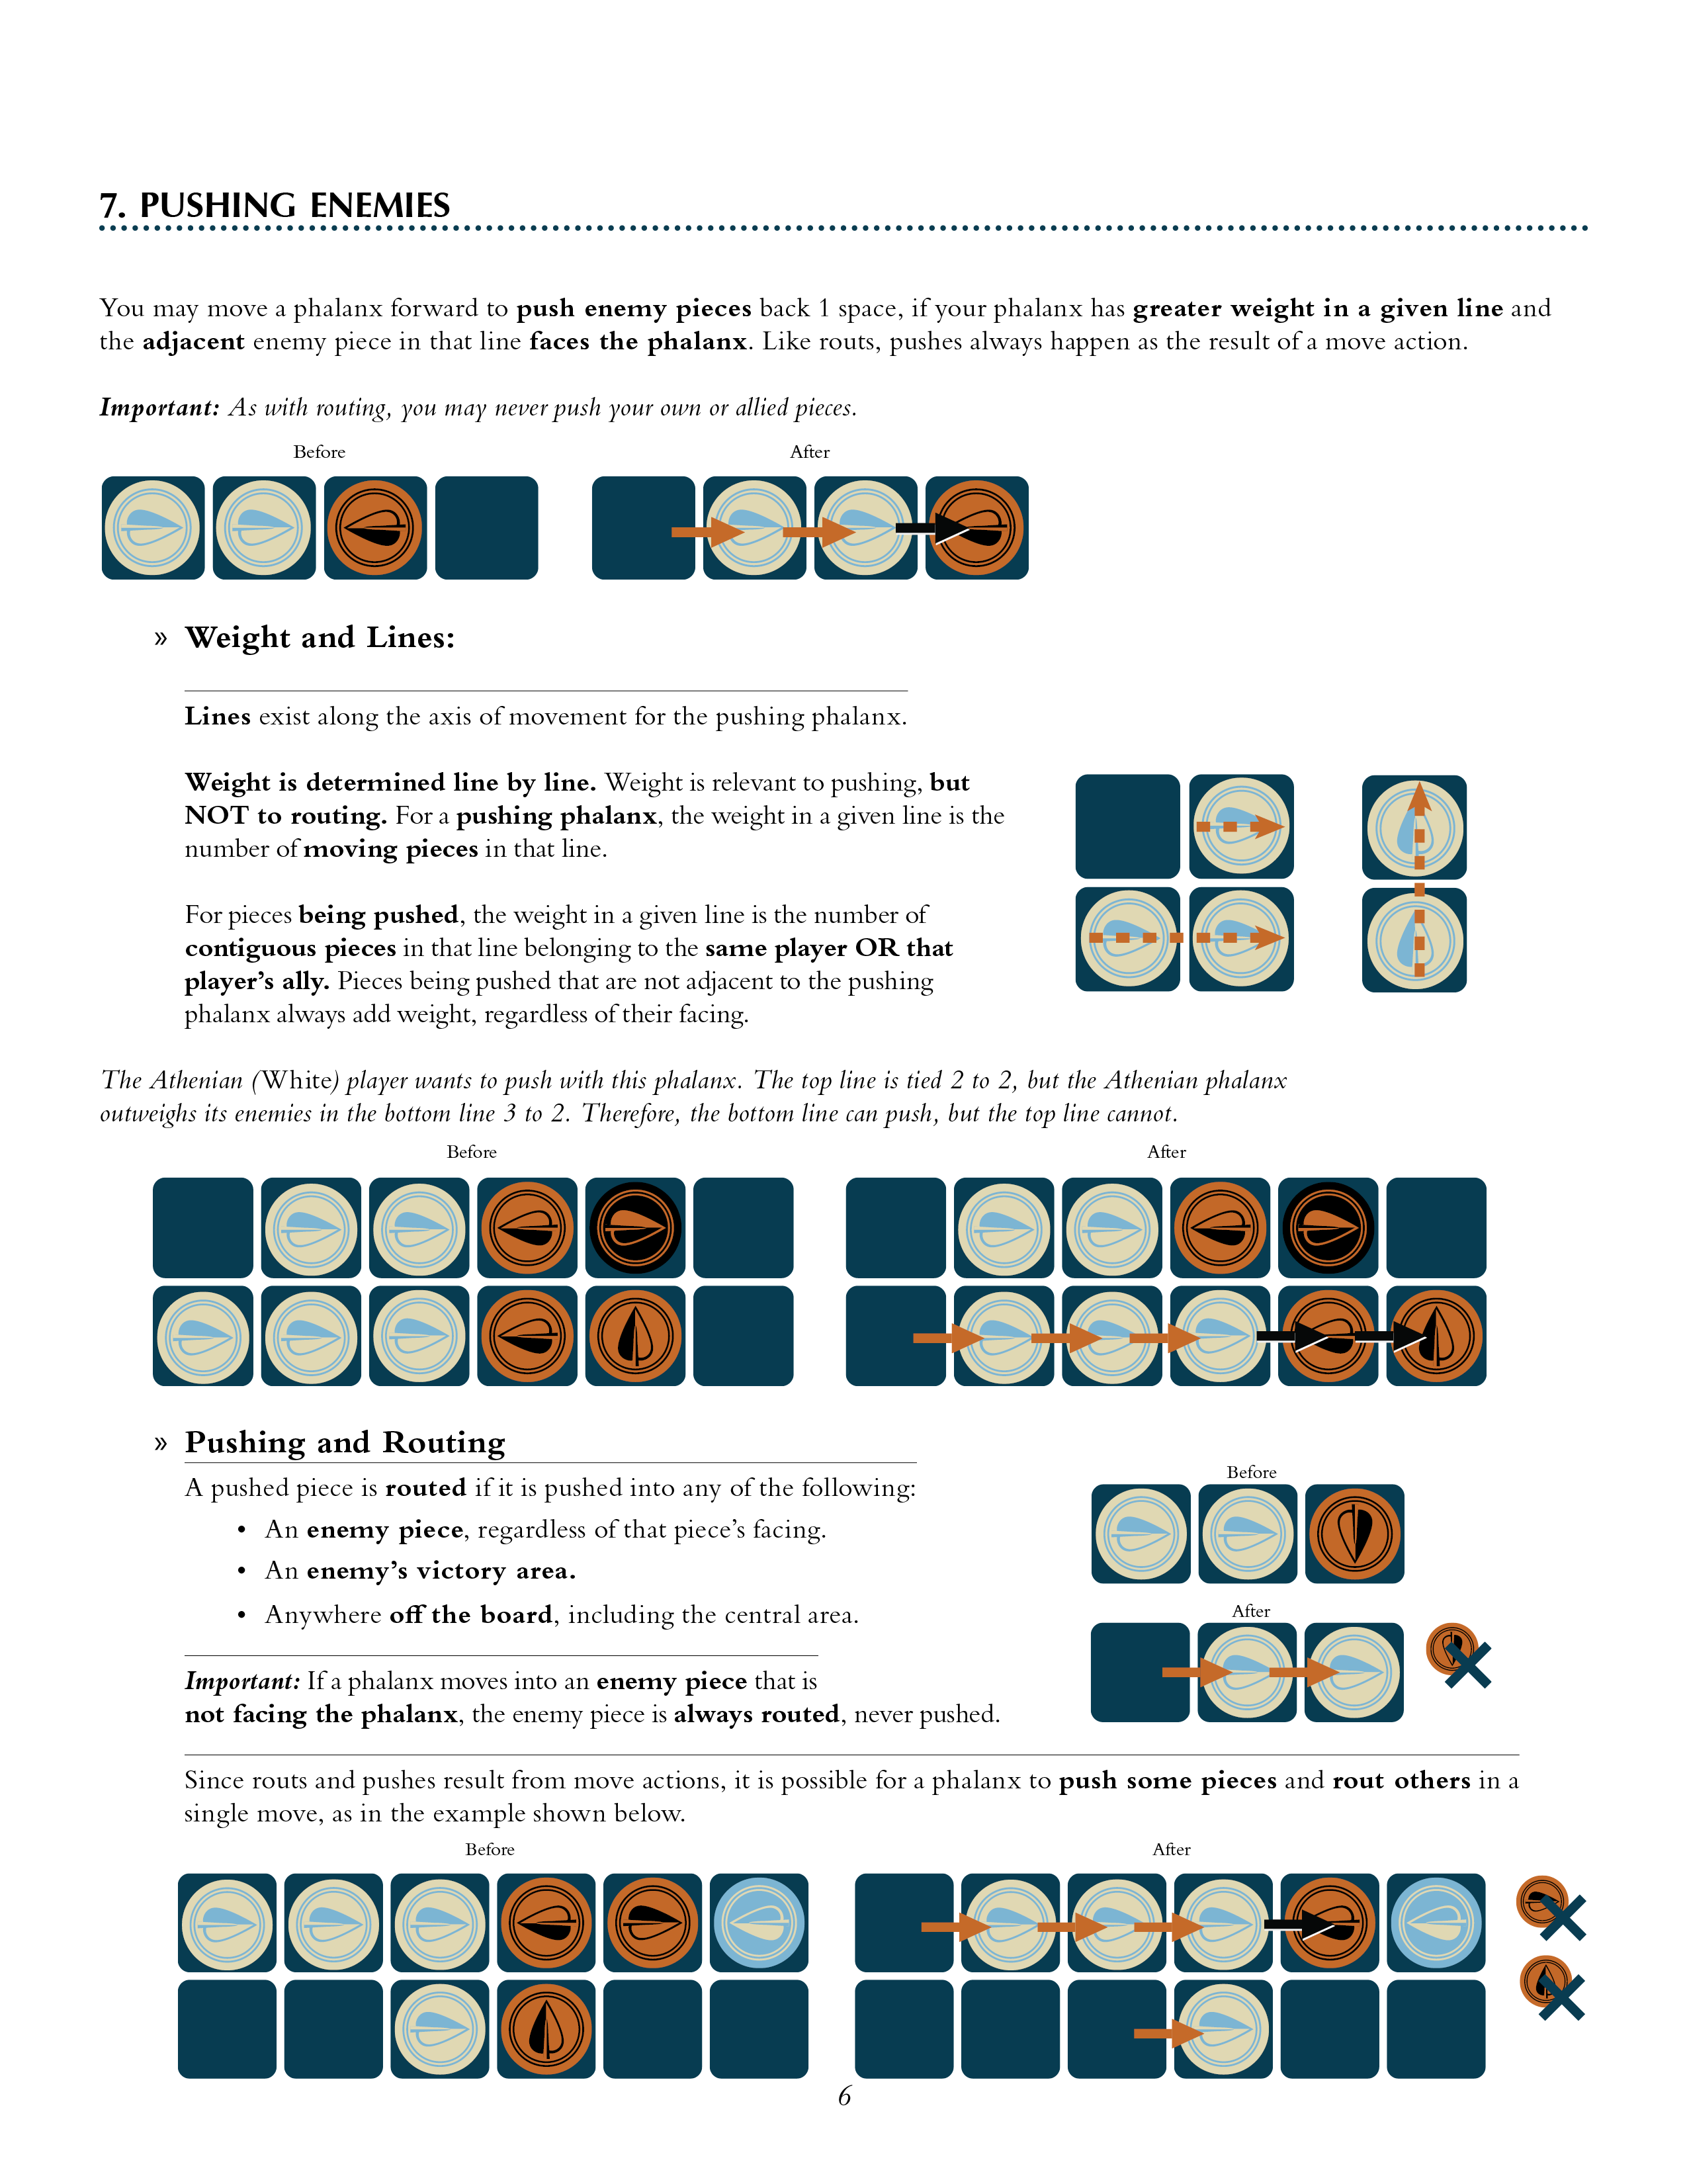 7. PUSHING ENEMIES
You may move a phalanx forward to push enemy pieces back 1 space, if your phalanx has greater weight in a given line and
the adjacent enemy piece in that line faces the phalanx. Like routs, pushes always happen as the result of a move action.
Important: As with routing, you may never push your own or allied pieces.
Before
After
» Weight and Lines:
Lines exist along the axis of movement for the pushing phalanx.
Weight is determined line by line. Weight is relevant to pushing, but
NOT to routing. For a pushing phalanx, the weight in a given line is the
number of moving pieces in that line.
For pieces being pushed, the weight in a given line is the number of
contiguous pieces in that line belonging to the same player OR that
player's ally. Pieces being pushed that are not adjacent to the pushing
phalanx always add weight, regardless of their facing.
The Athenian (White) player wants to push with this phalanx. The top line is tied 2 to 2, but the Athenian phalanx
outweighs its enemies in the bottom line 3 to 2. Therefore, the bottom line can push, but the top line cannot.
Before
After
» Pushing and Routing
A pushed piece is routed if it is pushed into any of the following:
• An enemy piece, regardless of that piece's facing.
• An enemy's victory area.
• Anywhere off the board, including the central area.
Before
After
Important: If a phalanx moves into an enemy piece that is
not facing the phalanx, the enemy piece is always routed, never pushed.
Since routs and pushes result from move actions, it is possible for a phalanx to push some pieces and rout others in a
single move, as in the example shown below.
Before
After
6